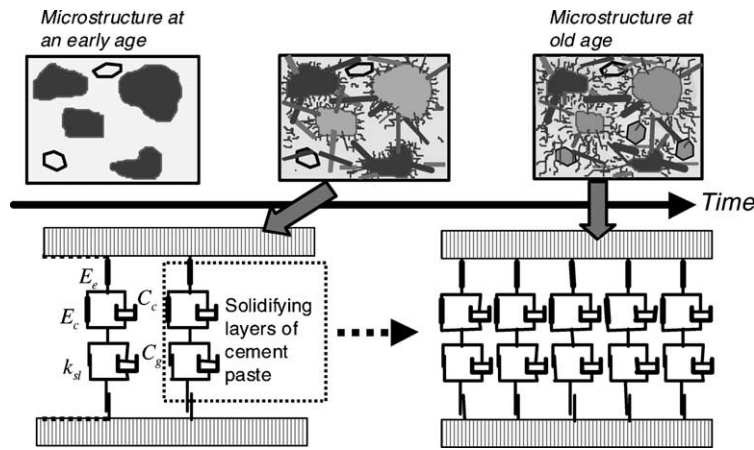 Microstructure at
an early age
Microstructure at
old age
Time
E_e
E_c
C_c
k_sl
C_g
Solidifying
layers of
cement
paste